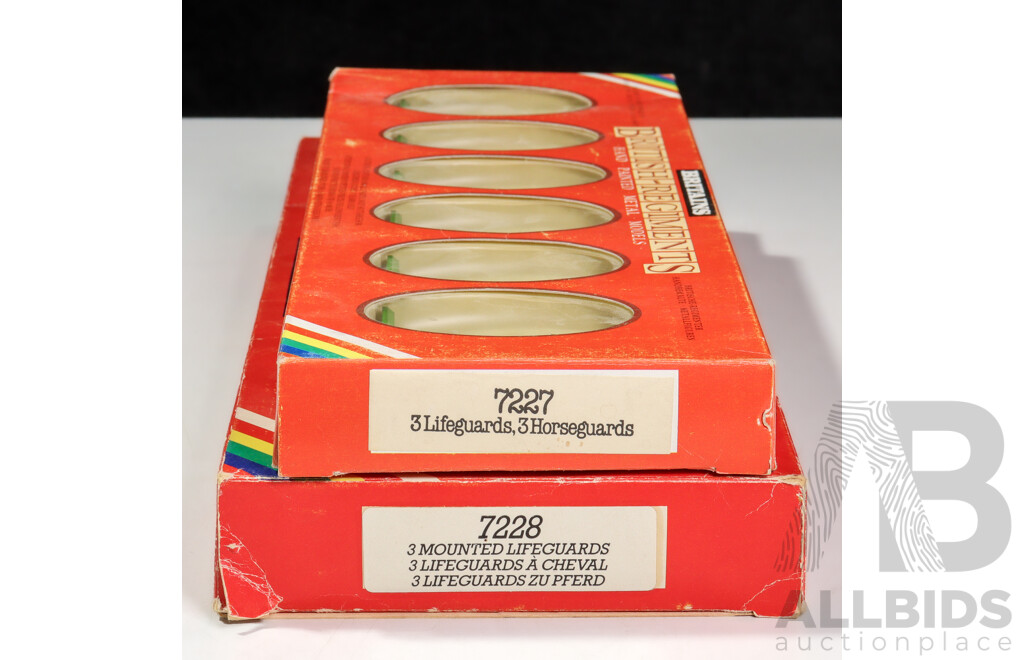 BRITAINS
BRITISH REGIMENTS
HAND PAINTED METAL MODELS
7227
3 Lifeguards, 3 Horseguards
7228
3 MOUNTED LIFEGUARDS
3 LIFEGUARDS À CHEVAL
3 LIFEGUARDS ZU PFERD
AB
ALLBIDS
auctionplace